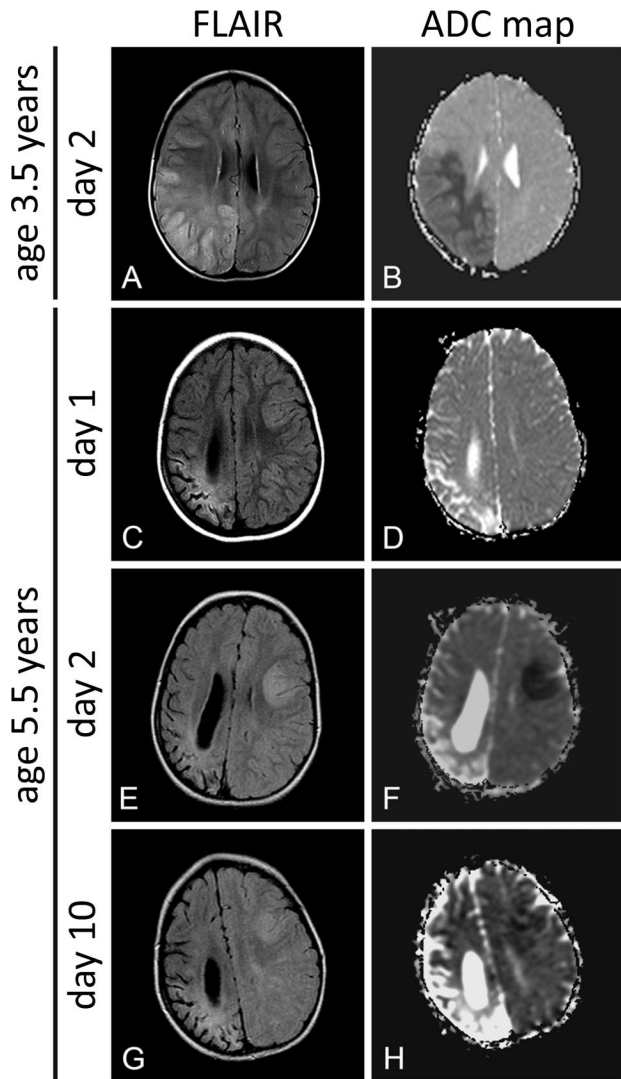 FLAIR
ADC map
age 3.5 years
day 2
A
B
age 5.5 years
day 1
C
D
day 2
E
F
day 10
G
H